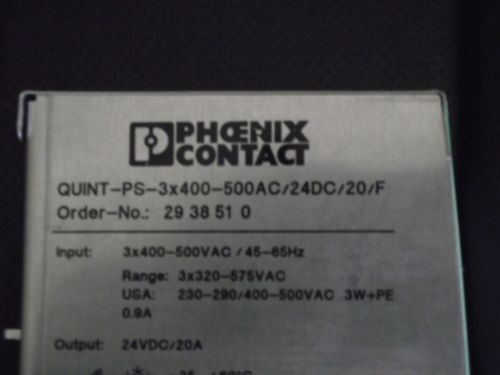 PHŒNIX
CONTACT
QUINT-PS-3x400-500AC/24DC/20/F
Order-No.: 29 38 51 0
Input: 3x400-500VAC / 45-65Hz
Range: 3x320-575VAC
USA: 230-290/400-500VAC 3W+PE
0.9A
Output: 24VDC/20A